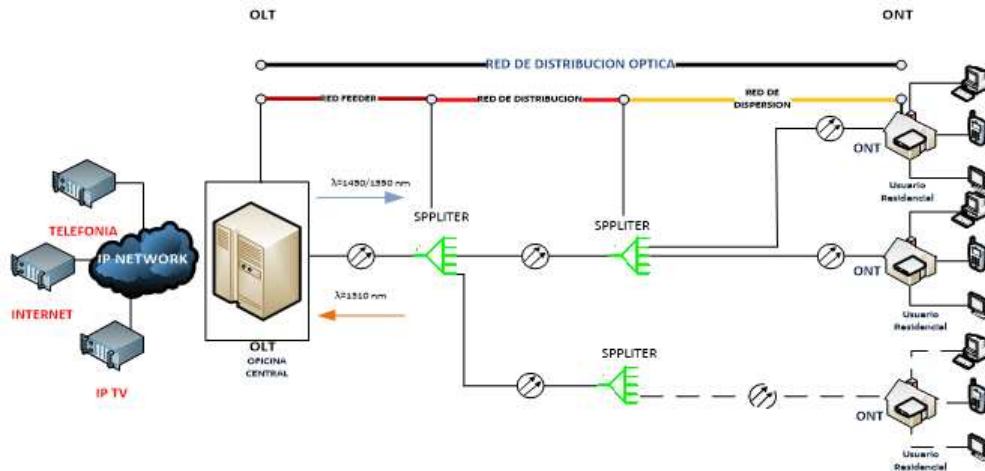 OLT
ONT
RED DE DISTRIBUCION OPTICA
RED FEEDER
RED DE DISTRIBUCION
RED DE
DISPERSION
ONT
Usuario
Residencial
λ=1490/1550 nm
SPPLITER
SPPLITER
TELEFONIA
IP NETWORK
INTERNET
λ=1310 nm
ONT
Usuario
Residencial
OLT
OFICINA
CENTRAL
SPPLITER
IP TV
ONT
Usuario
Residencial